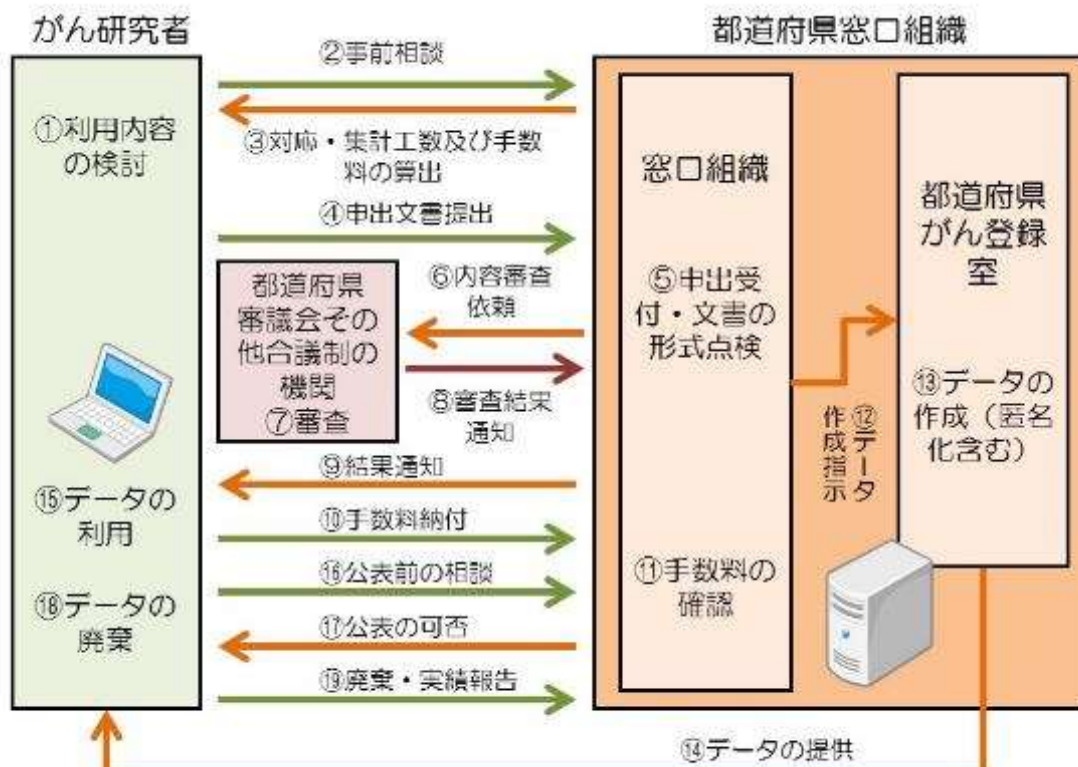 がん研究者
都道府県窓口組織
①利用内容
の検討
②事前相談
③対応・集計工数及び手数
料の算出
④申出文書提出
窓口組織
⑤申出受
付・文書の
形式点検
⑥内容審査
依頼
都道府県
審議会その
他合議制の
機関
⑦審査
⑧審査結果
通知
⑨結果通知
⑩手数料納付
⑪手数料の
確認
⑫データ
作成指示
都道府県
がん登録
室
⑬データの
作成（匿名
化含む）
⑭データの提供
⑮データの
利用
⑯公表前の相談
⑰公表の可否
⑱データの
廃棄
⑲廃棄・実績報告